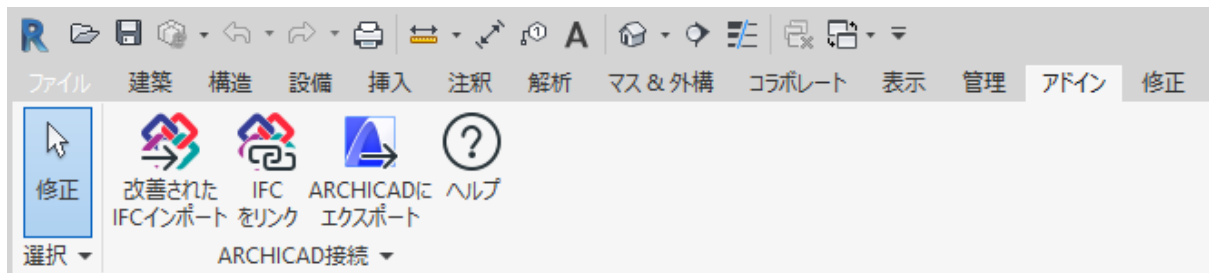 ファイル 建築 構造 設備 挿入 注釈 解析 マス & 外構 コラボレート 表示 管理 アドイン 修正
修正 改善された IFC ARCHICADに ヘルプ
IFCインポート をリンク エクスポート
選択 ARCHICAD接続